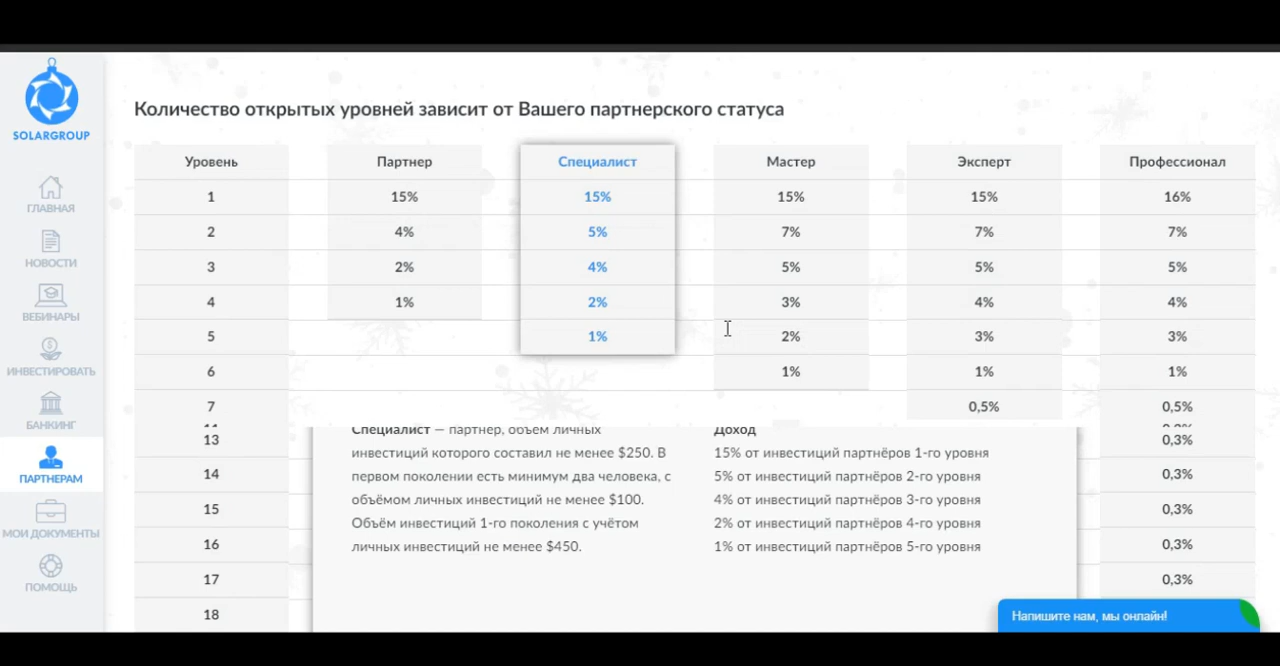 SOLARGROUP
ГЛАВНАЯ
НОВОСТИ
ВЕБИНАРЫ
ИНВЕСТИРОВАТЬ
БАНКИНГ
ПАРТНЕРАМ
МОИ ДОКУМЕНТЫ
ПОМОЩЬ
Количество открытых уровней зависит от Вашего партнерского статуса
Уровень Партнер Специалист Мастер Эксперт Профессионал
1 15% 15% 15% 15% 16%
2 4% 5% 7% 7% 7%
3 2% 4% 5% 5% 5%
4 1% 2% 3% 4% 4%
5 1% 2% 3% 3%
6 1% 1% 1%
7 0,5% 0,5%
13 0,3%
14 0,3%
15 0,3%
16 0,3%
17 0,3%
18
Специалист — партнер, объем личных
инвестиций которого составил не менее $250. В
первом поколении есть минимум два человека, с
объёмом личных инвестиций не менее $100.
Объём инвестиций 1-го поколения с учётом
личных инвестиций не менее $450.
Доход
15% от инвестиций партнёров 1-го уровня
5% от инвестиций партнёров 2-го уровня
4% от инвестиций партнёров 3-го уровня
2% от инвестиций партнёров 4-го уровня
1% от инвестиций партнёров 5-го уровня
Напишите нам, мы онлайн!